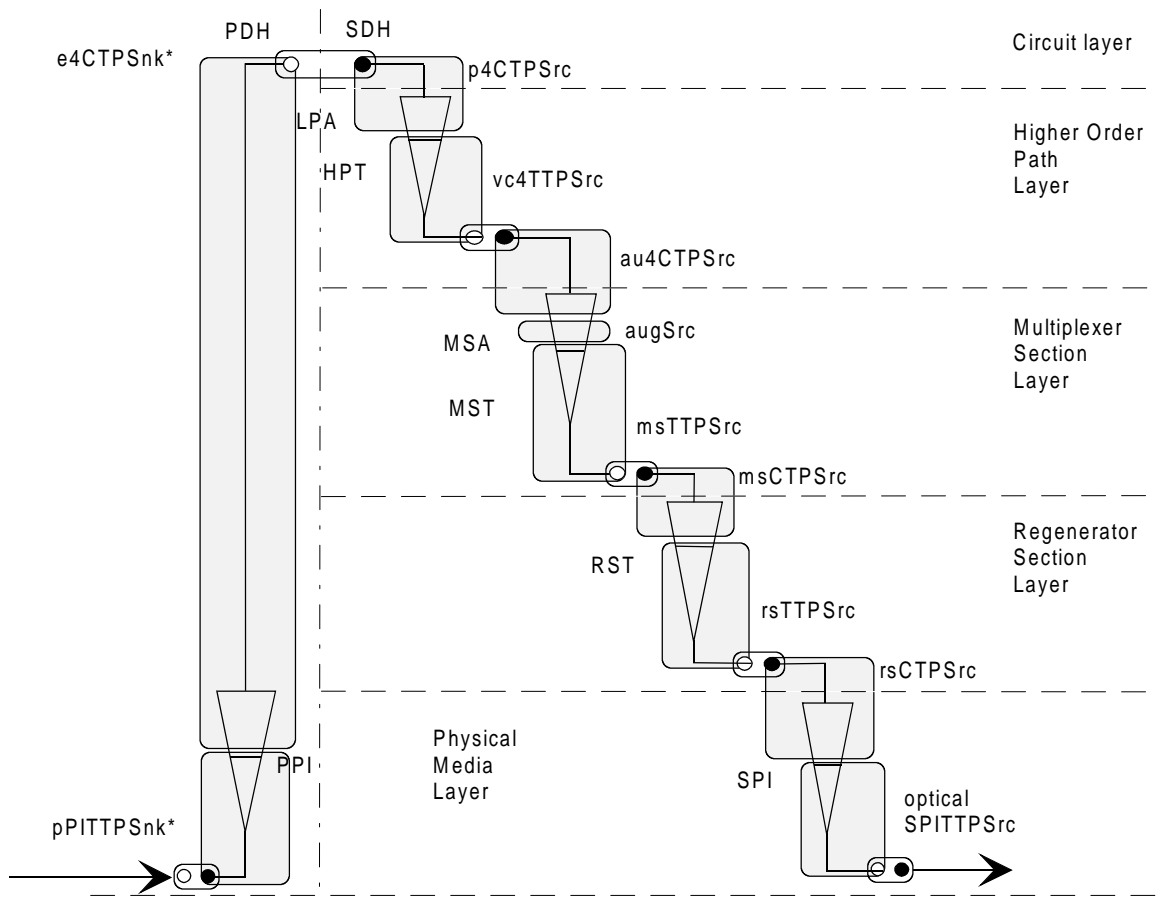 PDH
SDH
Circuit layer
e4CTPSnk*
p4CTPSrc
LPA
Higher Order
Path
Layer
HPT
vc4TTPSrc
au4CTPSrc
MSA
augSrc
Multiplexer
Section
Layer
MST
msTTPSrc
msCTPSrc
RST
Regenerator
Section
Layer
rsTTPSrc
rsCTPSrc
Physical
Media
Layer
PPI
SPI
optical
SPITTPSrc
pPITTPSnk*